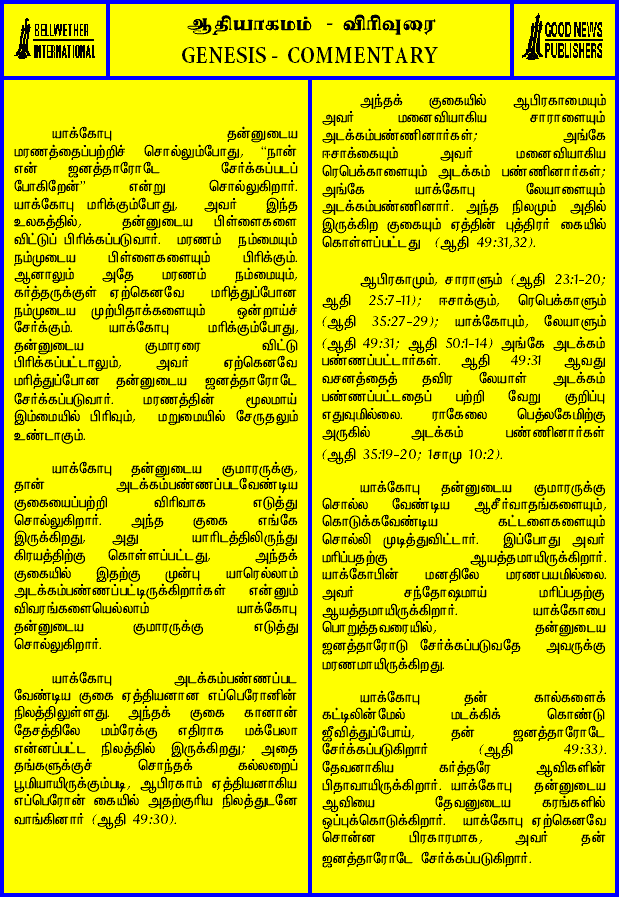 BELLWETHER
INTERNATIONAL
ஆதியாகமம் - விரிவுரை
GENESIS - COMMENTARY
GOOD NEWS
PUBLISHERS
யாக்கோபு தன்னுடைய
மரணத்தைப்பற்றிச் சொல்லும்போது, “நான்
என் ஜனத்தாரோடே சேர்க்கப்படப்
போகிறேன்” என்று சொல்லுகிறார்.
யாக்கோபு மரிக்கும்போது, அவர் இந்த
உலகத்தில், தன்னுடைய பிள்ளைகளை
விட்டுப் பிரிக்கப்படுவார். மரணம் நம்மையும்
நம்முடைய பிள்ளைகளையும் பிரிக்கும்.
ஆனாலும் அதே மரணம் நம்மையும்,
கர்த்தருக்குள் ஏற்கெனவே மரித்துப்போன
நம்முடைய முற்பிதாக்களையும் ஒன்றாய்ச்
சேர்க்கும். யாக்கோபு மரிக்கும்போது,
தன்னுடைய குமாரரை விட்டு
பிரிக்கப்பட்டாலும், அவர் ஏற்கெனவே
மரித்துப்போன தன்னுடைய ஜனத்தாரோடே
சேர்க்கப்படுவார். மரணத்தின் மூலமாய்
இம்மையில் பிரிவும், மறுமையில் சேருதலும்
உண்டாகும்.
யாக்கோபு தன்னுடைய குமாரருக்கு,
தான் அடக்கம்பண்ணப்படவேண்டிய
குகையைப்பற்றி விரிவாக எடுத்து
சொல்லுகிறார். அந்த குகை எங்கே
இருக்கிறது, அது யாரிடத்திலிருந்து
கிரயத்திற்கு கொள்ளப்பட்டது, அந்தக்
குகையில் இதற்கு முன்பு யாரெல்லாம்
அடக்கம்பண்ணப்பட்டிருக்கிறார்கள் என்னும்
விவரங்களையெல்லாம் யாக்கோபு
தன்னுடைய குமாரருக்கு எடுத்து
சொல்லுகிறார்.
யாக்கோபு அடக்கம்பண்ணப்பட
வேண்டிய குகை ஏத்தியனான எப்பெரோனின்
நிலத்திலுள்ளது. அந்தக் குகை கானான்
தேசத்திலே மம்ரேக்கு எதிராக மக்பேலா
என்னப்பட்ட நிலத்தில் இருக்கிறது; அதை
தங்களுக்குச் சொந்தக் கல்லறைப்
பூமியாயிருக்கும்படி, ஆபிரகாம் ஏத்தியனாகிய
எப்பெரோன் கையில் அதற்குரிய நிலத்துடனே
வாங்கினார் (ஆதி 49:30).
அந்தக் குகையில் ஆபிரகாமையும்
அவர் மனைவியாகிய சாராளையும்
அடக்கம்பண்ணினார்கள்; அங்கே
ஈசாக்கையும் அவர் மனைவியாகிய
ரெபெக்காளையும் அடக்கம் பண்ணினார்கள்;
அங்கே யாக்கோபு லேயாளையும்
அடக்கம்பண்ணினார். அந்த நிலமும் அதில்
இருக்கிற குகையும் ஏத்தின் புத்திரர் கையில்
கொள்ளப்பட்டது (ஆதி 49:31,32).
ஆபிரகாமும், சாராளும் (ஆதி 23:1-20;
ஆதி 25:7-11); ஈசாக்கும், ரெபெக்காளும்
(ஆதி 35:27-29); யாக்கோபும், லேயாளும்
(ஆதி 49:31; ஆதி 50:1-14) அங்கே அடக்கம்
பண்ணப்பட்டார்கள். ஆதி 49:31 ஆவது
வசனத்தைத் தவிர லேயாள் அடக்கம்
பண்ணப்பட்டதைப் பற்றி வேறு குறிப்பு
எதுவுமில்லை. ராகேலை பெத்லகேமிற்கு
அருகில் அடக்கம் பண்ணினார்கள்
(ஆதி 35:19-20; 1சாமு 10:2).
யாக்கோபு தன்னுடைய குமாரருக்கு
சொல்ல வேண்டிய ஆசீர்வாதங்களையும்,
கொடுக்கவேண்டிய கட்டளைகளையும்
சொல்லி முடித்துவிட்டார். இப்போது அவர்
மரிப்பதற்கு ஆயத்தமாயிருக்கிறார்.
யாக்கோபின் மனதிலே மரணபயமில்லை.
அவர் சந்தோஷமாய் மரிப்பதற்கு
ஆயத்தமாயிருக்கிறார். யாக்கோபை
பொறுத்தவரையில், தன்னுடைய
ஜனத்தாரோடு சேர்க்கப்படுவதே அவருக்கு
மரணமாயிருக்கிறது.
யாக்கோபு தன் கால்களைக்
கட்டிலின்மேல் மடக்கிக் கொண்டு
ஜீவித்துப்போய், தன் ஜனத்தாரோடே
சேர்க்கப்படுகிறார் (ஆதி 49:33).
தேவனாகிய கர்த்தரே ஆவிகளின்
பிதாவாயிருக்கிறார். யாக்கோபு தன்னுடைய
ஆவியை தேவனுடைய கரங்களில்
ஒப்புக்கொடுக்கிறார். யாக்கோபு ஏற்கெனவே
சொன்ன பிரகாரமாக, அவர் தன்
ஜனத்தாரோடே சேர்க்கப்படுகிறார்.